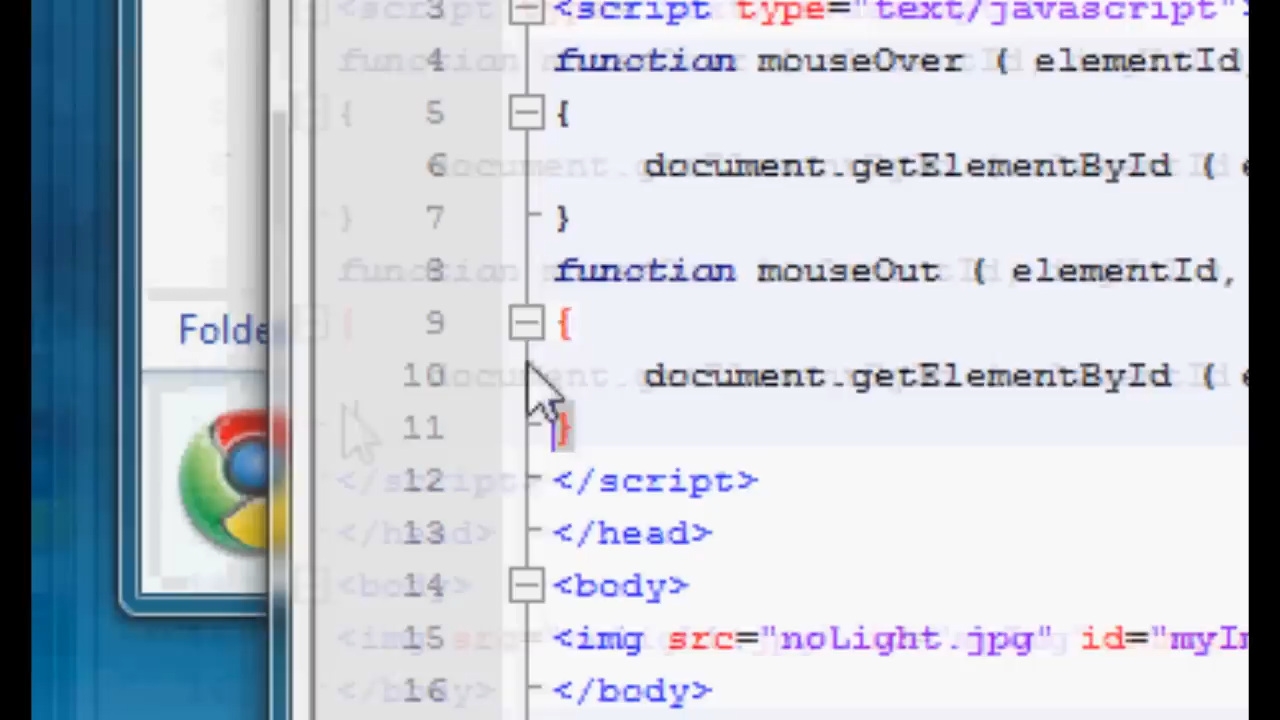 3 <script type="text/javascript">
4 function mouseOver ( elementId,
5 {
6 document.getElementById ( e
7 }
8 function mouseOut ( elementId,
9 {
10 document.getElementById ( e
11 }
12 </script>
13 </head>
14 <body>
15 <img src="noLight.jpg" id="myIm
16 </body>
Folde